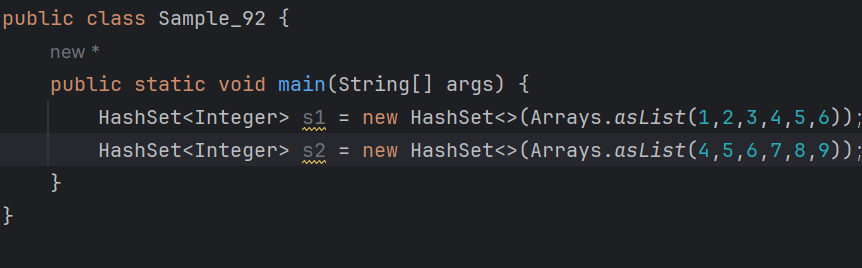 public class Sample_92 {
new *
public static void main(String[] args) {
HashSet<Integer> s1 = new HashSet<>(Arrays.asList(1,2,3,4,5,6));
HashSet<Integer> s2 = new HashSet<>(Arrays.asList(4,5,6,7,8,9));
}
}